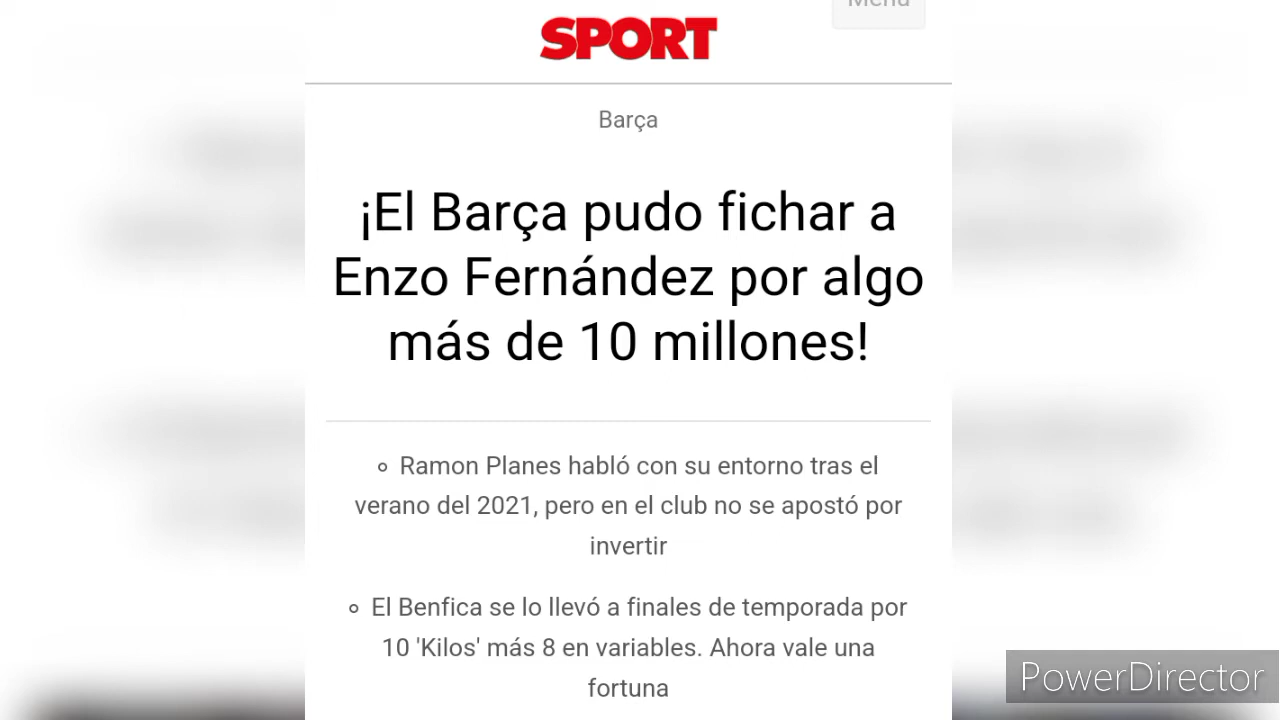 Menú
SPORT
Barça
¡El Barça pudo fichar a
Enzo Fernández por algo
más de 10 millones!
Ramon Planes habló con su entorno tras el
verano del 2021, pero en el club no se apostó por
invertir
El Benfica se lo llevó a finales de temporada por
10 'Kilos' más 8 en variables. Ahora vale una
fortuna
PowerDirector